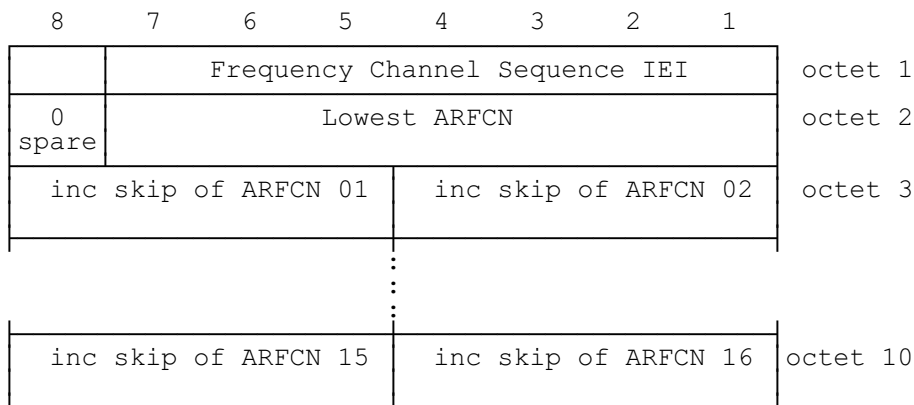 8 7 6 5 4 3 2 1
Frequency Channel Sequence IEI octet 1
0 Lowest ARFCN octet 2
spare
inc skip of ARFCN 01 inc skip of ARFCN 02 octet 3
inc skip of ARFCN 15 inc skip of ARFCN 16 octet 10